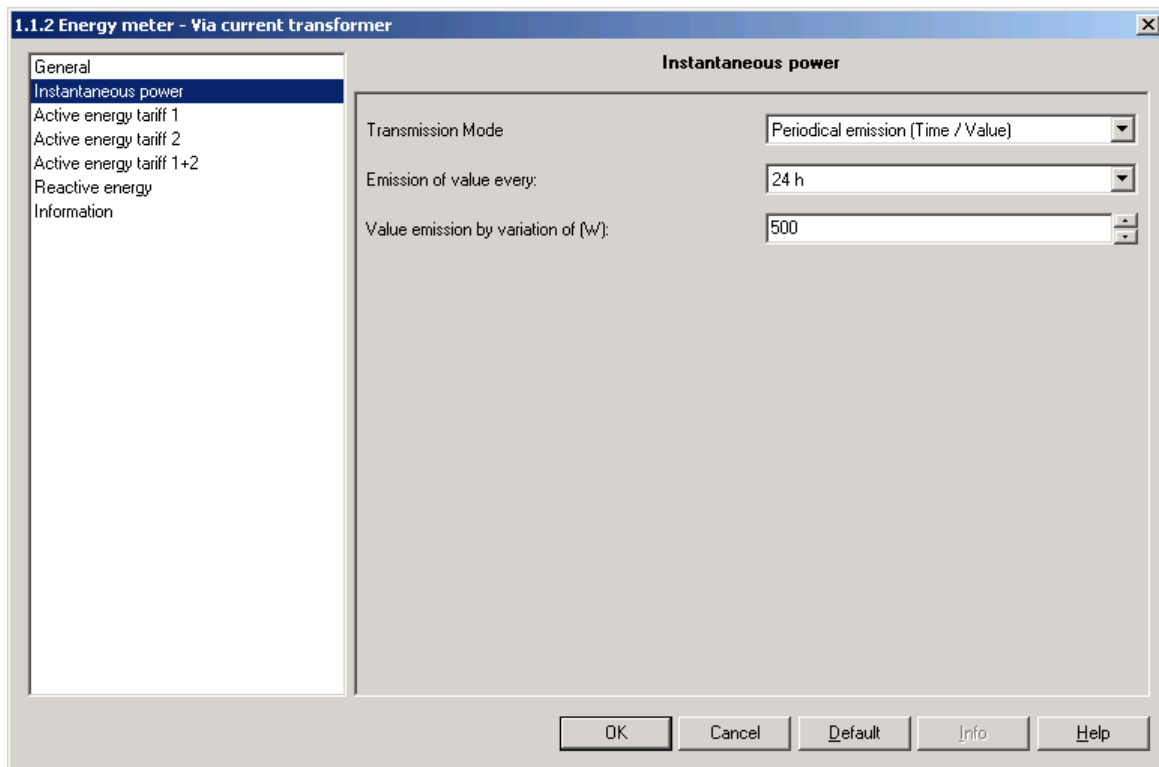 1.1.2 Energy meter - Via current transformer
General
Instantaneous power
Active energy tariff 1
Active energy tariff 2
Active energy tariff 1+2
Reactive energy
Information
Instantaneous power
Transmission Mode
Periodical emission (Time / Value)
Emission of value every:
24 h
Value emission by variation of (W):
500
OK
Cancel
Default
Info
Help